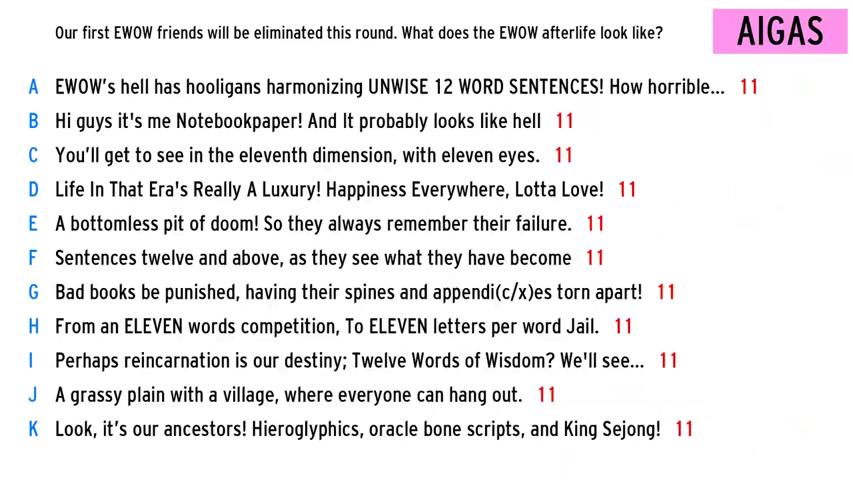 Our first EWOW friends will be eliminated this round. What does the EWOW afterlife look like?
AIGAS
A EWOW's hell has hooligans harmonizing UNWISE 12 WORD SENTENCES! How horrible... 11
B Hi guys it's me Notebookpaper! And It probably looks like hell 11
C You'll get to see in the eleventh dimension, with eleven eyes. 11
D Life In That Era's Really A Luxury! Happiness Everywhere, Lotta Love! 11
E A bottomless pit of doom! So they always remember their failure. 11
F Sentences twelve and above, as they see what they have become 11
G Bad books be punished, having their spines and appendi(c/x)es torn apart! 11
H From an ELEVEN words competition, To ELEVEN letters per word Jail. 11
I Perhaps reincarnation is our destiny; Twelve Words of Wisdom? We'll see... 11
J A grassy plain with a village, where everyone can hang out. 11
K Look, it's our ancestors! Hieroglyphics, oracle bone scripts, and King Sejong! 11